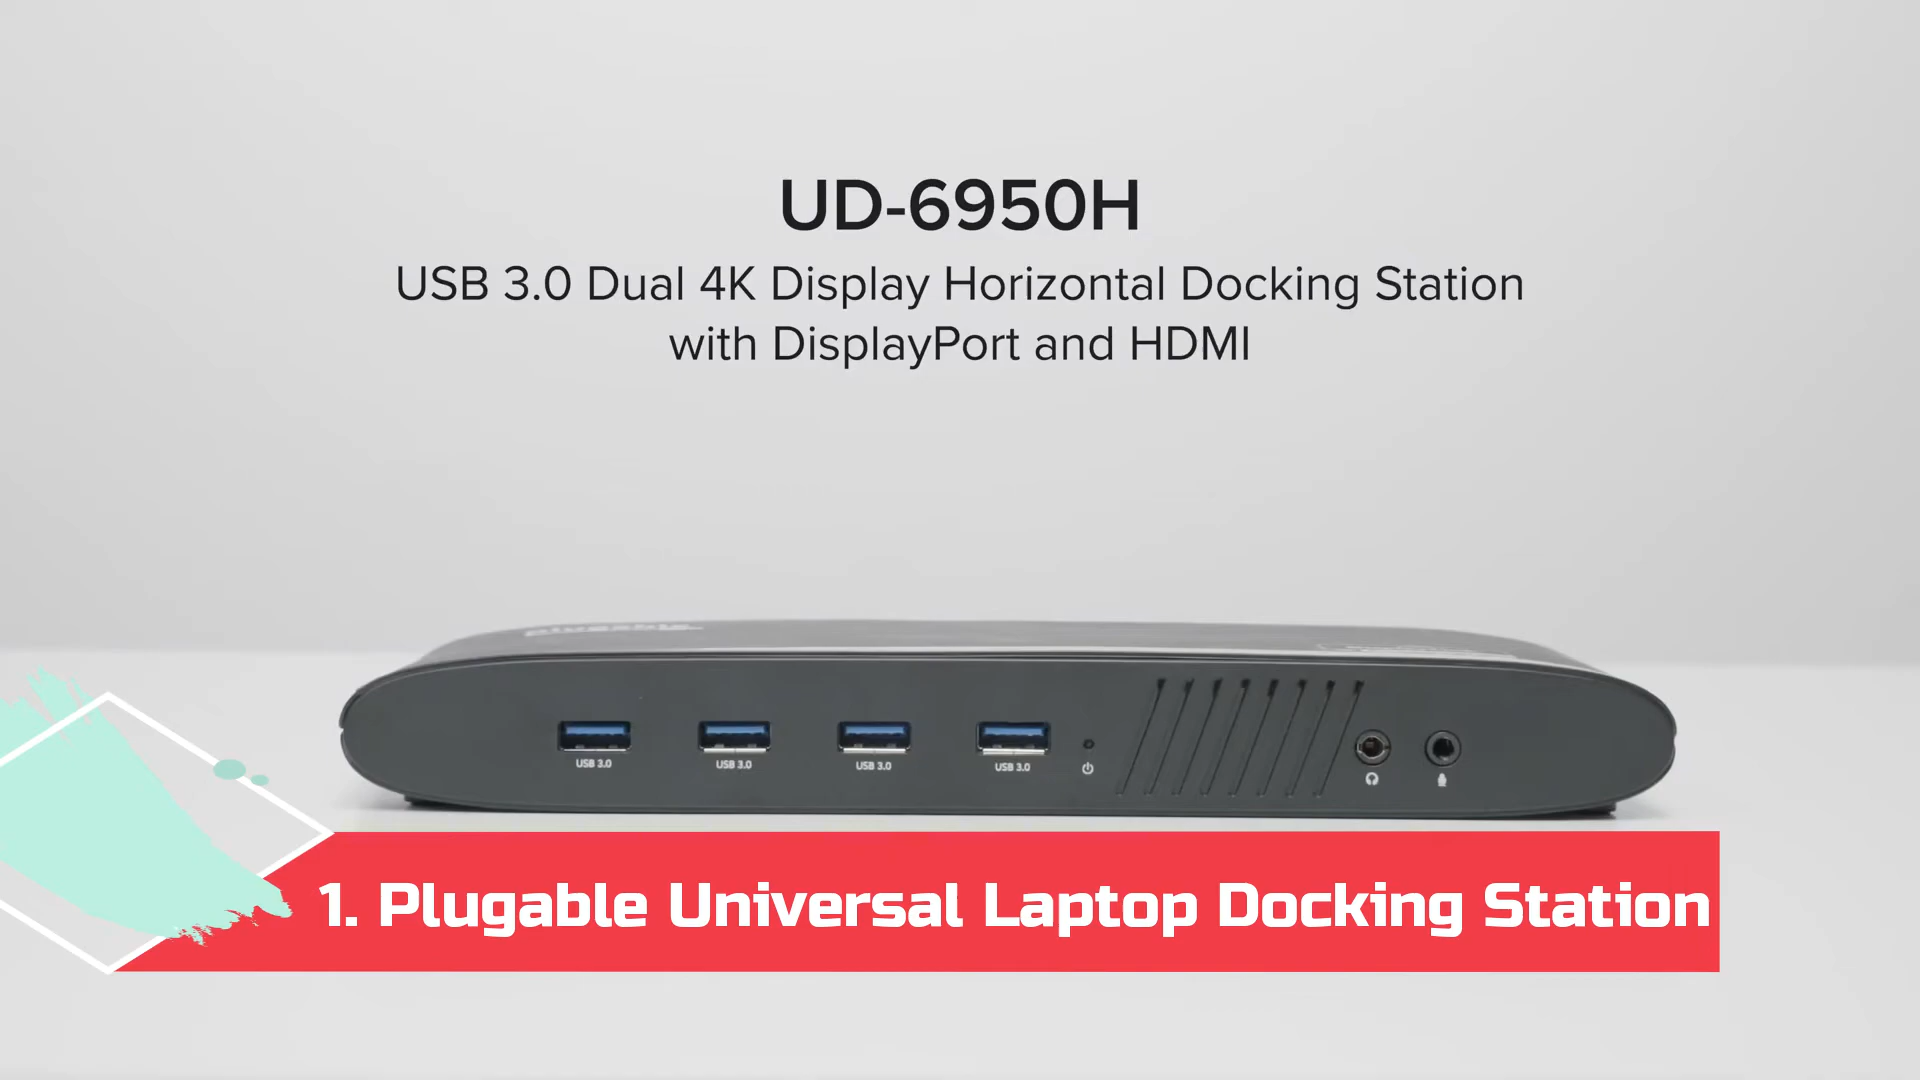 UD-6950H
USB 3.0 Dual 4K Display Horizontal Docking Station
with DisplayPort and HDMI
plugable
USB 3.0
USB 3.0
USB 3.0
USB 3.0
1. Plugable Universal Laptop Docking Station